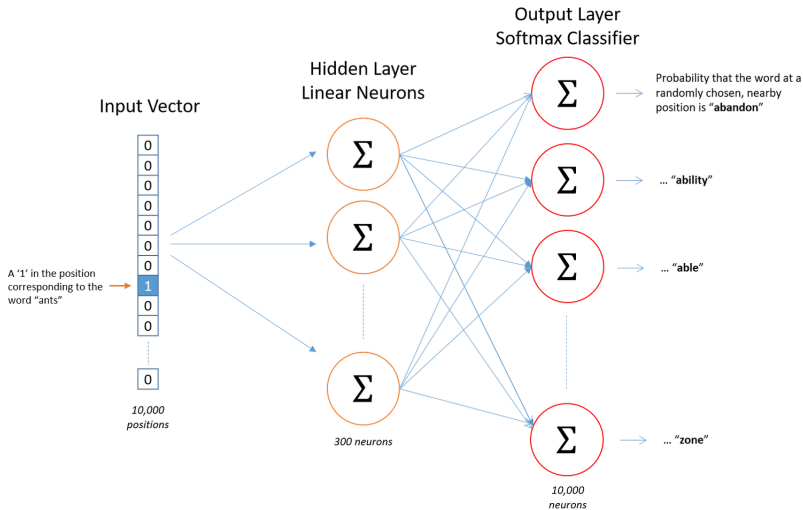 Output Layer
Softmax Classifier
Hidden Layer
Linear Neurons
Input Vector
0
0
0
0
0
0
0
1
0
0
0
A ‘1’ in the position
corresponding to the
word “ants”
10,000
positions
Σ
Σ
Σ
300 neurons
Σ
Σ
Σ
Σ
10,000
neurons
Probability that the word at a
randomly chosen, nearby
position is “abandon”
... “ability”
... “able”
... “zone”